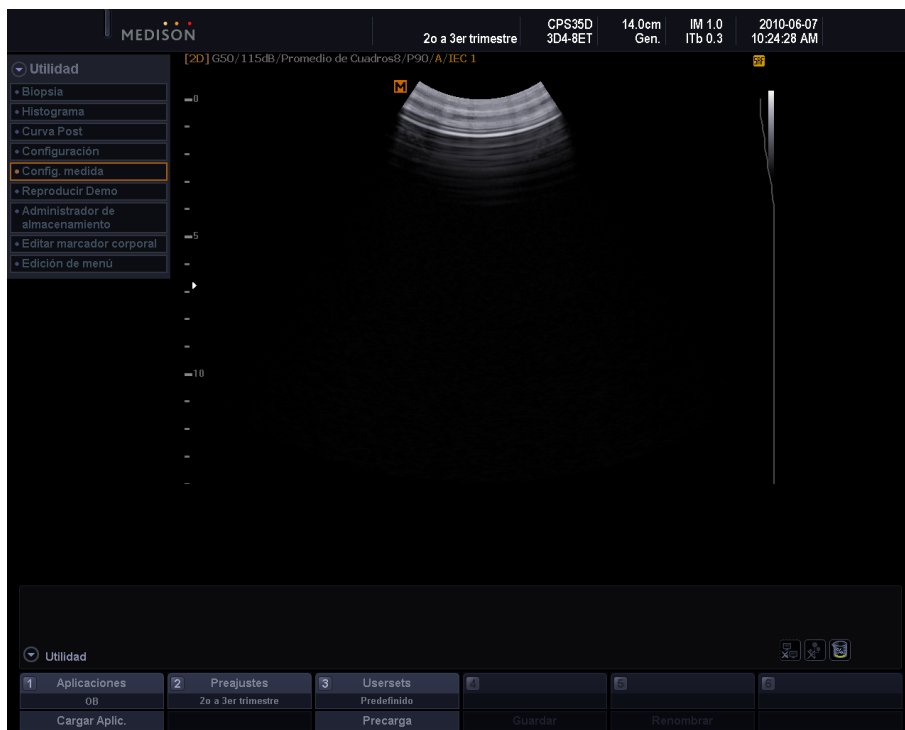 MEDISON
2o a 3er trimestre
CPS35D
3D4-8ET
14.0cm
Gen.
IM 1.0
ITb 0.3
2010-06-07
10:24:28 AM
[2D] G50/115dB/Promedio de Cuadros8/P90/A/IEC 1
Utilidad
Biopsia
Histograma
Curva Post
Configuración
Config. medida
Reproducir Demo
Administrador de
almacenamiento
Editar marcador corporal
Edición de menú
M
0
5
10
Utilidad
1 Aplicaciones
2 Preajustes
3 Usersets
4
5
6
OB
2o a 3er trimestre
Predefinido
Cargar Aplic.
Precarga
Guardar
Renombrar